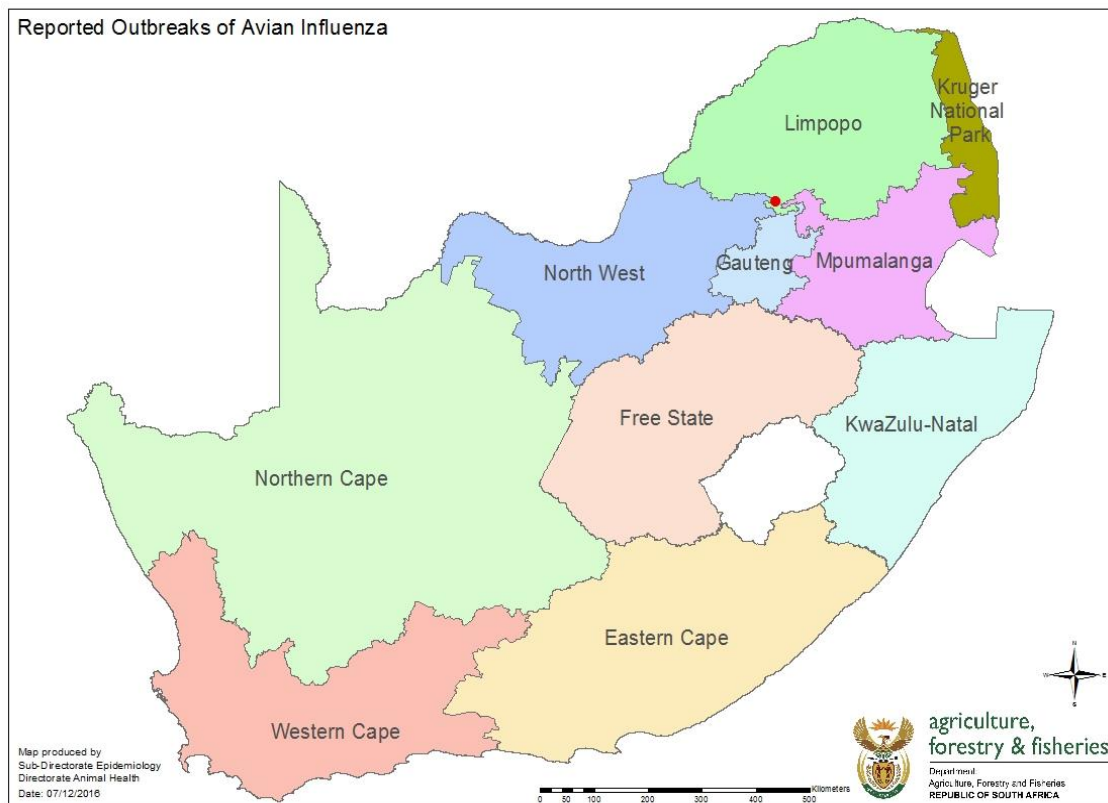 Reported Outbreaks of Avian Influenza
Kruger
National
Park
Limpopo
North West
Gauteng
Mpumalanga
Free State
KwaZulu-Natal
Northern Cape
Eastern Cape
Western Cape
N
W
E
S
Map produced by
Sub-Directorate Epidemiology
Directorate Animal Health
Date: 07/12/2016
0 50 100 200 300 400 500 Kilometers
agriculture,
forestry & fisheries
Department:
Agriculture, Forestry and Fisheries
REPUBLIC OF SOUTH AFRICA